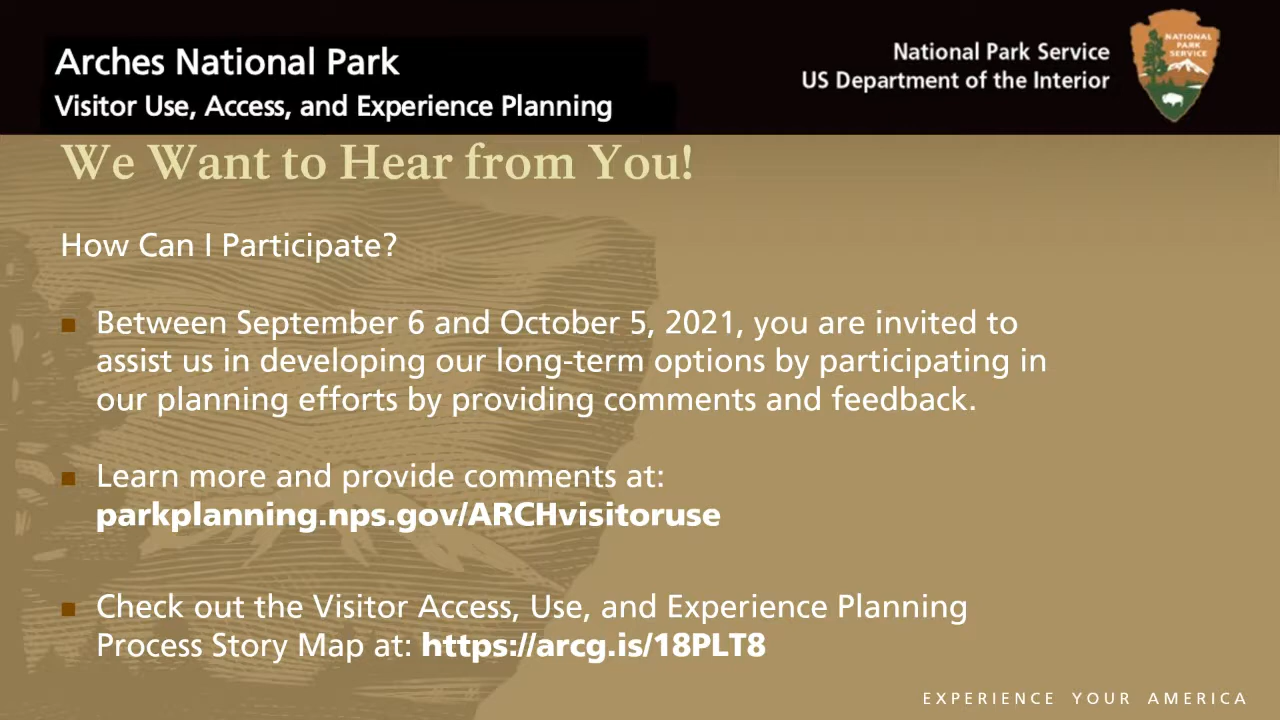 Arches National Park
Visitor Use, Access, and Experience Planning
National Park Service
US Department of the Interior
NATIONAL
PARK
SERVICE
We Want to Hear from You!
How Can I Participate?
Between September 6 and October 5, 2021, you are invited to
assist us in developing our long-term options by participating in
our planning efforts by providing comments and feedback.
Learn more and provide comments at:
parkplanning.nps.gov/ARCHvisitoruse
Check out the Visitor Access, Use, and Experience Planning
Process Story Map at: https://arcg.is/18PLT8
EXPERIENCE YOUR AMERICA